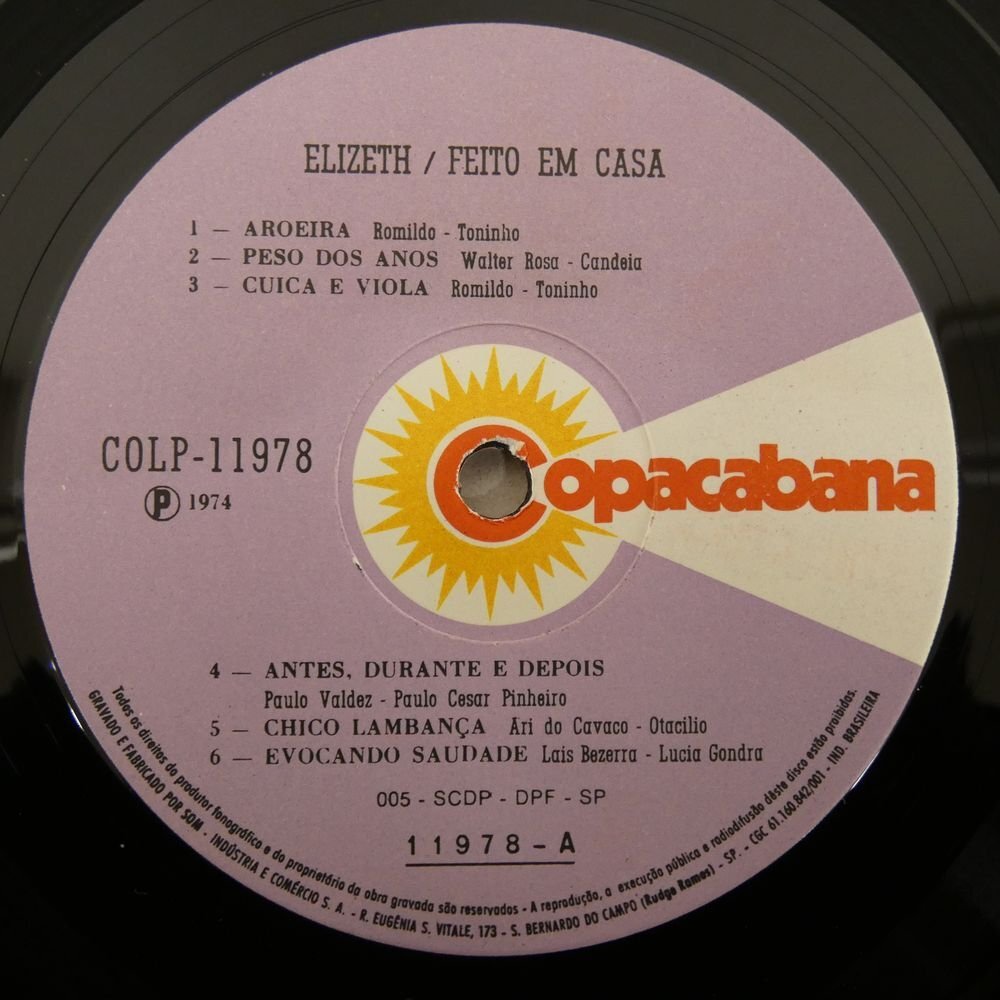 ELIZETH / FEITO EM CASA
1 — AROEIRA Romildo - Toninho
2 — PESO DOS ANOS Walter Rosa - Candeia
3 — CUICA E VIOLA Romildo - Toninho
COLP-11978
Ⓟ 1974
Copacabana
4 — ANTES, DURANTE E DEPOIS
Paulo Valdez - Paulo Cesar Pinheiro
5 — CHICO LAMBANÇA Ari do Cavaco - Otacilio
6 — EVOCANDO SAUDADE Lais Bezerra - Lucia Gondra
005 - SCDP - DPF - SP
11978-A
Todos os direitos do produtor fonográfico e do proprietário da obra gravada são reservados - A reprodução, a execução pública e radiodifusão dêste disco estão proibidas.
GRAVADO E FABRICADO POR SOM - INDÚSTRIA E COMÉRCIO S. A. - R. EUGÊNIA S. VITALE, 173 - S. BERNARDO DO CAMPO (Rudge Ramos) - SP. - CGC 61.160.842/001 - IND. BRASILEIRA